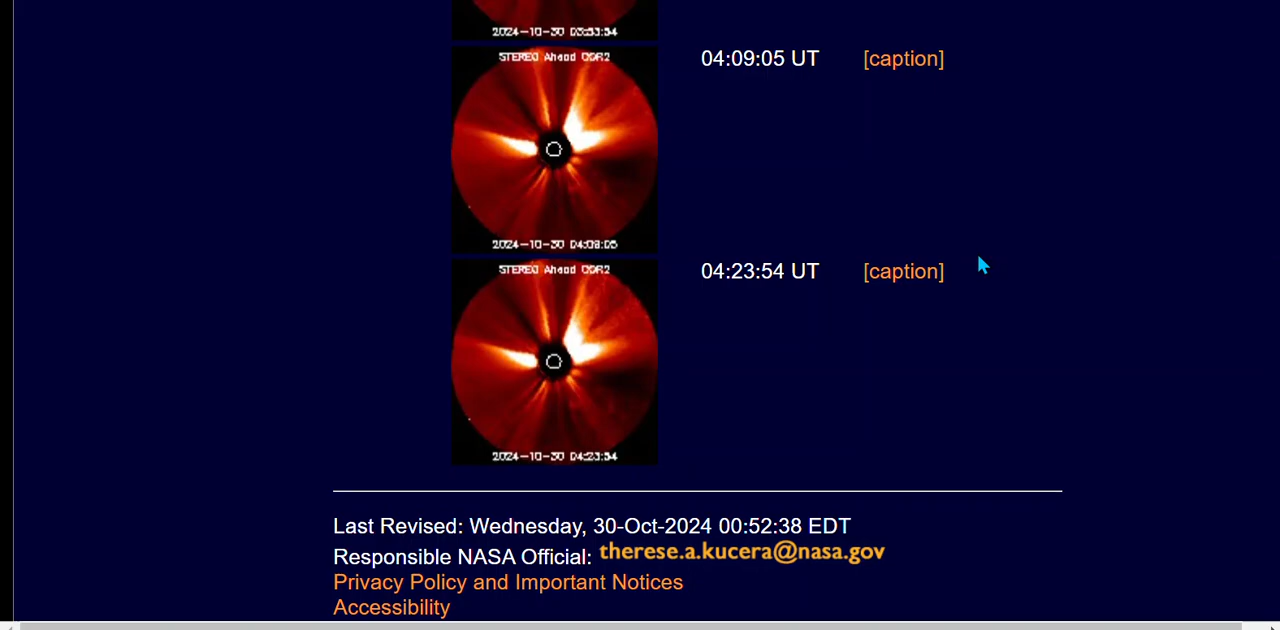 2024-10-30 03:53:54
STEREO Ahead COR2
04:09:05 UT [caption]
2024-10-30 04:09:05
STEREO Ahead COR2
04:23:54 UT [caption]
2024-10-30 04:23:54
Last Revised: Wednesday, 30-Oct-2024 00:52:38 EDT
Responsible NASA Official: therese.a.kucera@nasa.gov
Privacy Policy and Important Notices
Accessibility